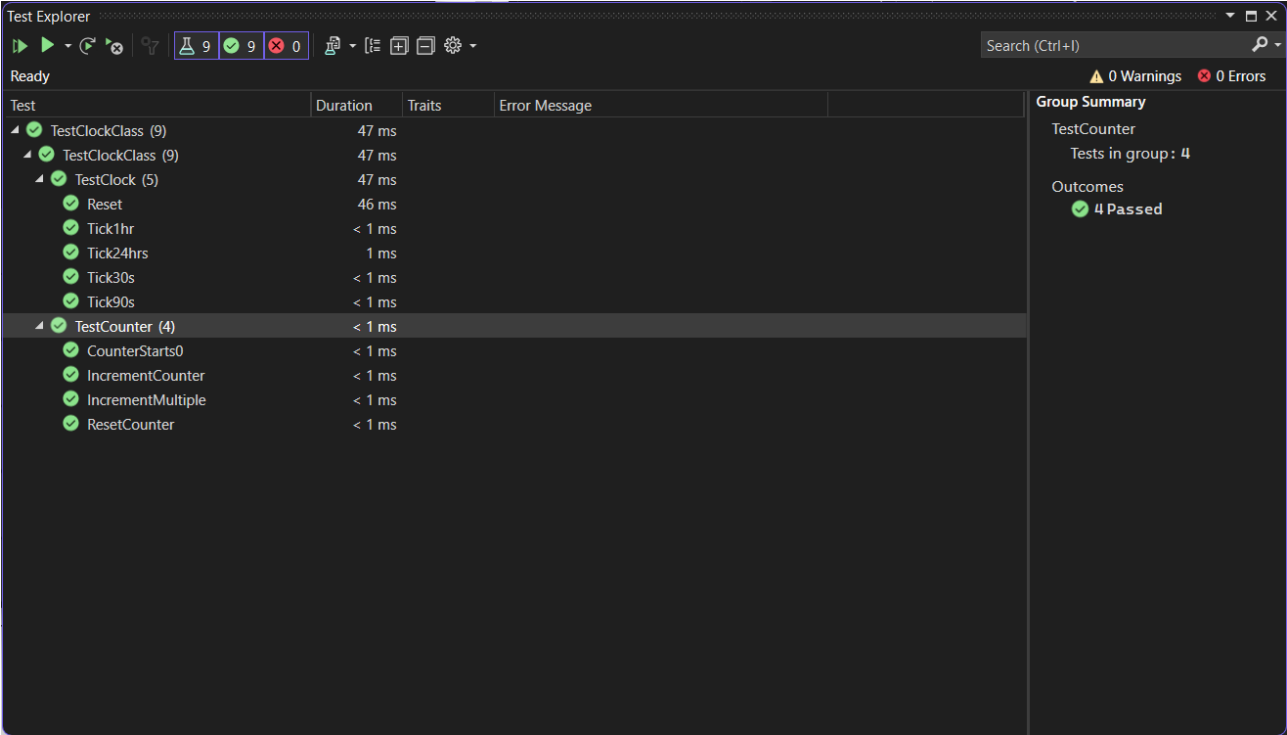 Test Explorer
9 9 0 Search (Ctrl+I)
Ready 0 Warnings 0 Errors
Test Duration Traits Error Message
TestClockClass (9) 47 ms
TestClockClass (9) 47 ms
TestClock (5) 47 ms
Reset 46 ms
Tick1hr < 1 ms
Tick24hrs 1 ms
Tick30s < 1 ms
Tick90s < 1 ms
TestCounter (4) < 1 ms
CounterStarts0 < 1 ms
IncrementCounter < 1 ms
IncrementMultiple < 1 ms
ResetCounter < 1 ms
Group Summary
TestCounter
Tests in group: 4
Outcomes
4 Passed